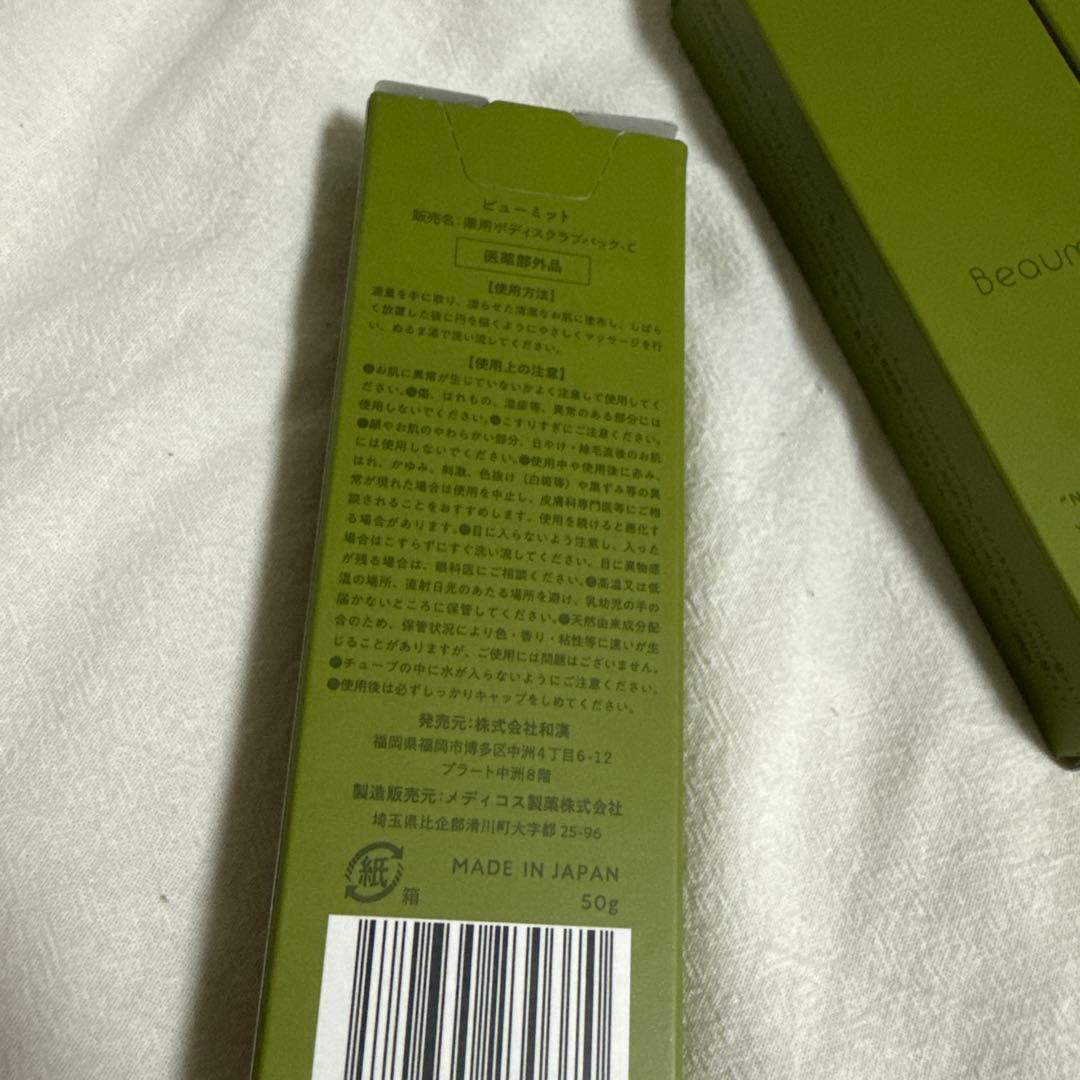 ビューミット
販売名:薬用ボディスクラブパック-C
医薬部外品
【使用方法】
適量を手に取り、濡らせた清潔なお肌に塗布し、しばら
く放置した後に円を描くようにやさしくマッサージを行
い、ぬるま湯で洗い流してください。
【使用上の注意】
●お肌に異常が生じていないかよく注意して使用してく
ださい。●傷、はれもの、湿疹等、異常のある部分には
使用しないでください。●こすりすぎにご注意ください。
●顔やお肌のやわらかい部分、日やけ・除毛直後のお肌
には使用しないでください。●使用中や使用後に赤み、
はれ、かゆみ、刺激、色抜け（白斑等）や黒ずみ等の異
常が現れた場合は使用を中止し、皮膚科専門医等にご相
談されることをおすすめします。使用を続けると悪化す
る場合があります。●目に入らないよう注意し、入った
場合はこすらずにすぐ洗い流してください。目に異物感
が残る場合は、眼科医にご相談ください。●高温又は低
温の場所、直射日光のあたる場所を避け、乳幼児の手の
届かないところに保管してください。●天然由来成分配
合のため、保管状況により色・香り・粘性等に違いが生
じることがありますが、ご使用には問題はございません。
●チューブの中に水が入らないようにご注意ください。
●使用後は必ずしっかりキャップをしめてください。
発売元:株式会社和漢
福岡県福岡市博多区中洲4丁目6-12
プラート中洲8階
製造販売元:メディコス製薬株式会社
埼玉県比企郡滑川町大字都25-96
紙 箱
MADE IN JAPAN
50g
Beaum
"N